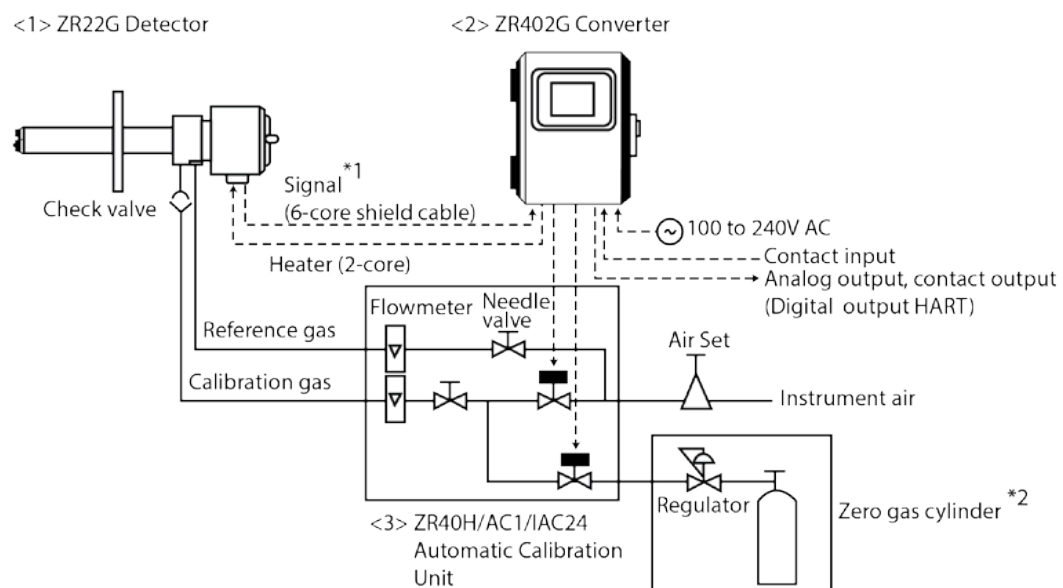 <1> ZR22G Detector
<2> ZR402G Converter
Check valve
Signal*1
(6-core shield cable)
Heater (2-core)
100 to 240V AC
Contact input
Analog output, contact output
(Digital output HART)
Flowmeter
Needle
valve
Reference gas
Calibration gas
Air Set
Instrument air
Regulator
Zero gas cylinder *2
<3> ZR40H/AC1/IAC24
Automatic Calibration
Unit